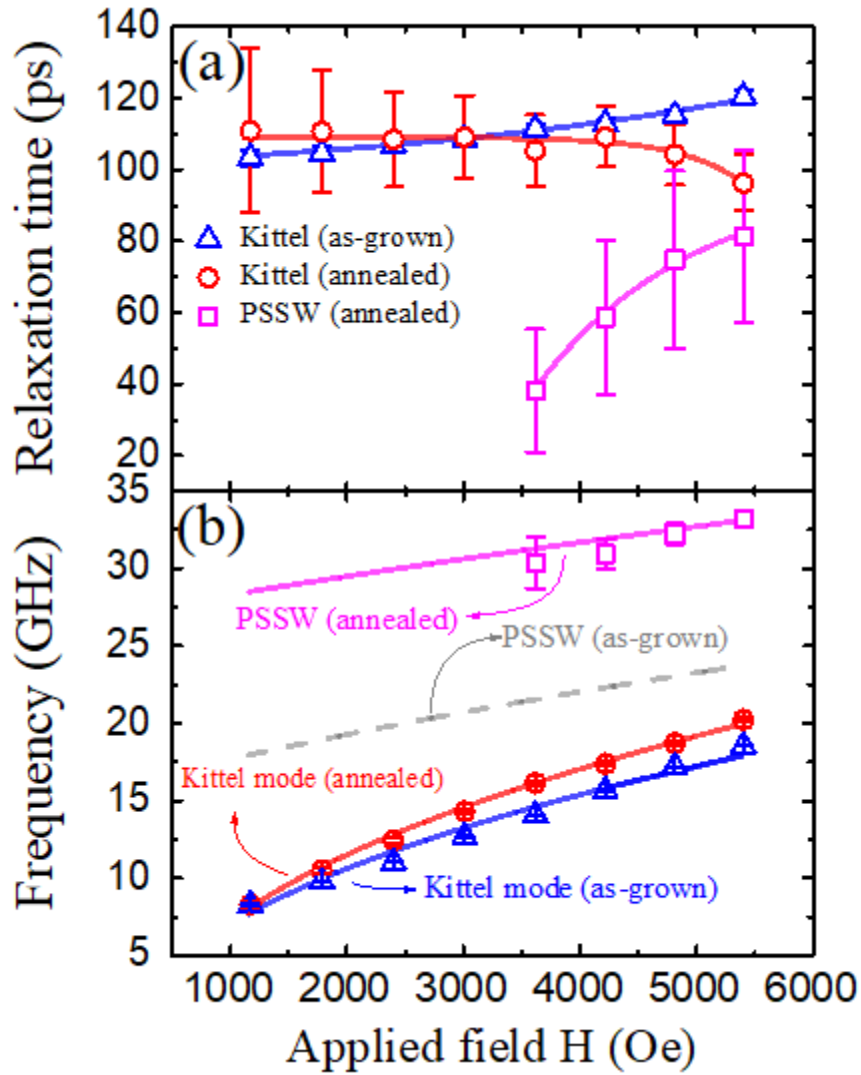 140
(a)
120
100
80
60
40
20
Relaxation time (ps)
Kittel (as-grown)
Kittel (annealed)
PSSW (annealed)
35
(b)
30
25
20
15
10
5
Frequency (GHz)
PSSW (annealed)
PSSW (as-grown)
Kittel mode (annealed)
Kittel mode (as-grown)
1000 2000 3000 4000 5000 6000
Applied field H (Oe)